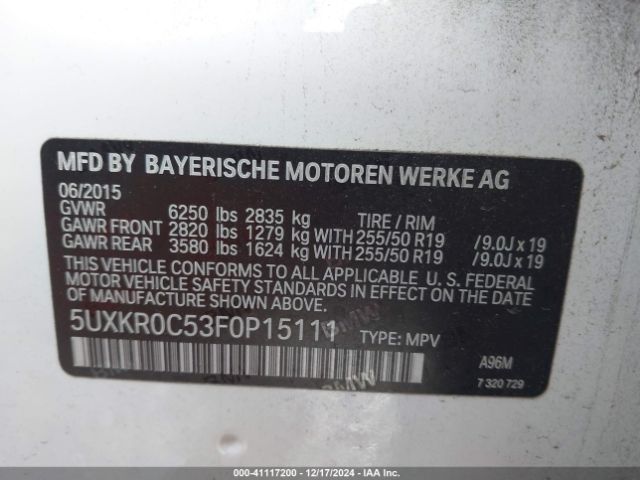 MFD BY BAYERISCHE MOTOREN WERKE AG
06/2015
GVWR 6250 lbs 2835 kg TIRE / RIM
GAWR FRONT 2820 lbs 1279 kg WITH 255/50 R19 /9.0J x 19
GAWR REAR 3580 lbs 1624 kg WITH 255/50 R19 /9.0J x 19
THIS VEHICLE CONFORMS TO ALL APPLICABLE U. S. FEDERAL
MOTOR VEHICLE SAFETY STANDARDS IN EFFECT ON THE DATE
OF MANUFACTURE SHOWN ABOVE.
5UXKR0C53F0P15111 TYPE: MPV
A96M
7 320 729
BMW
000-41117200 - 12/17/2024 - IAA, Inc.